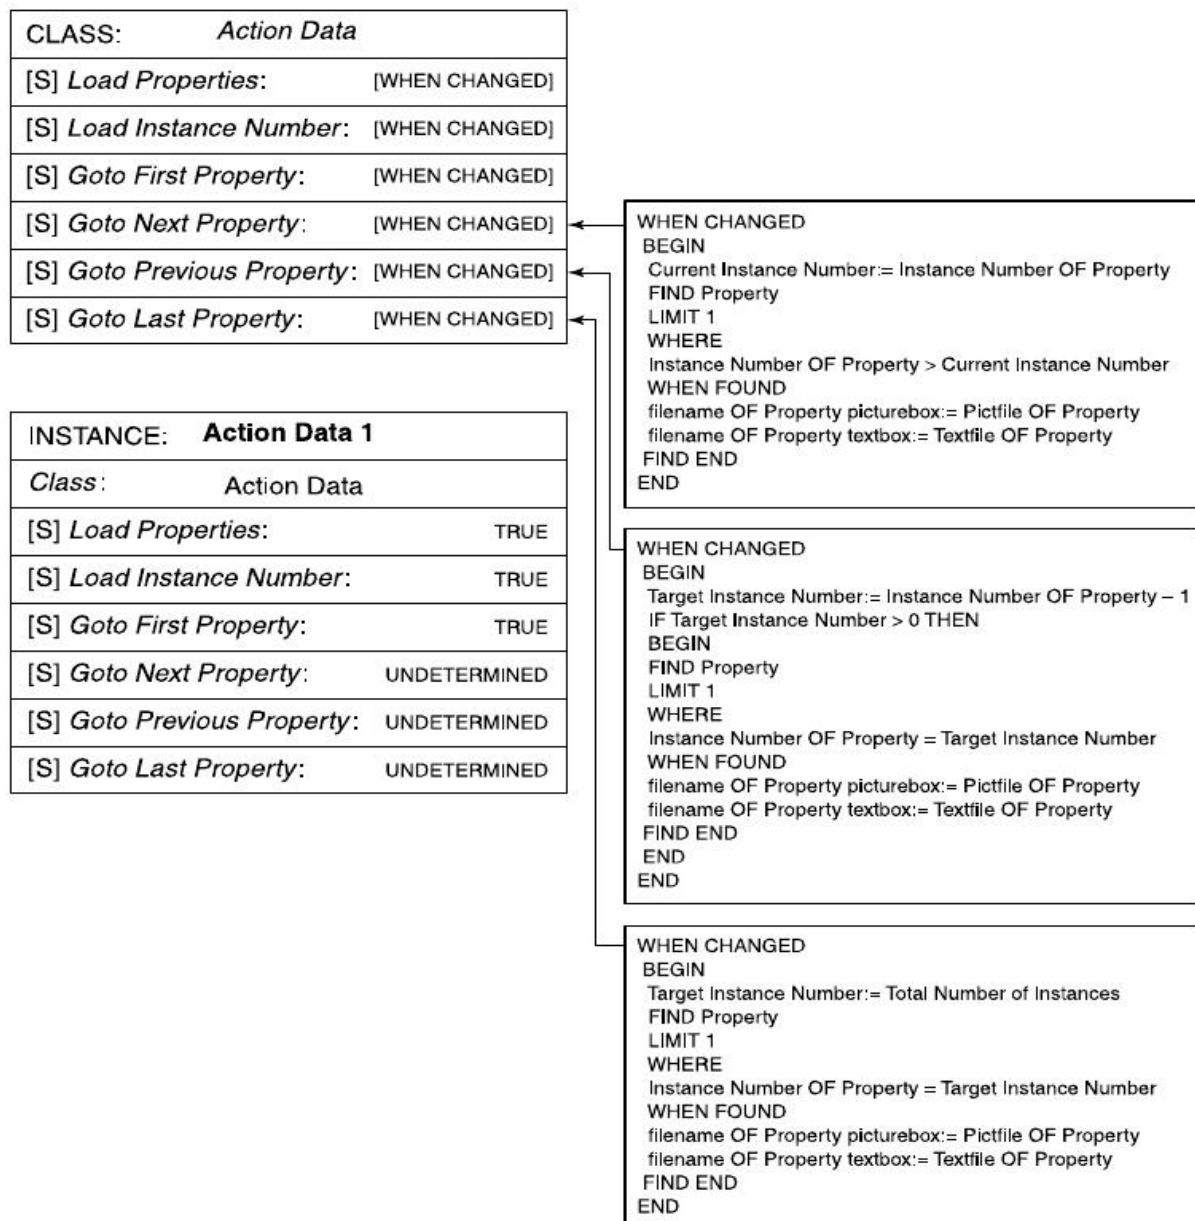 CLASS: Action Data
[S] Load Properties: [WHEN CHANGED]
[S] Load Instance Number: [WHEN CHANGED]
[S] Goto First Property: [WHEN CHANGED]
[S] Goto Next Property: [WHEN CHANGED]
[S] Goto Previous Property: [WHEN CHANGED]
[S] Goto Last Property: [WHEN CHANGED]
INSTANCE: Action Data 1
Class: Action Data
[S] Load Properties: TRUE
[S] Load Instance Number: TRUE
[S] Goto First Property: TRUE
[S] Goto Next Property: UNDETERMINED
[S] Goto Previous Property: UNDETERMINED
[S] Goto Last Property: UNDETERMINED
WHEN CHANGED
BEGIN
Current Instance Number:= Instance Number OF Property
FIND Property
LIMIT 1
WHERE
Instance Number OF Property > Current Instance Number
WHEN FOUND
filename OF Property picturebox:= Pictfile OF Property
filename OF Property textbox:= Textfile OF Property
FIND END
END
WHEN CHANGED
BEGIN
Target Instance Number:= Instance Number OF Property – 1
IF Target Instance Number > 0 THEN
BEGIN
FIND Property
LIMIT 1
WHERE
Instance Number OF Property = Target Instance Number
WHEN FOUND
filename OF Property picturebox:= Pictfile OF Property
filename OF Property textbox:= Textfile OF Property
FIND END
END
END
WHEN CHANGED
BEGIN
Target Instance Number:= Total Number of Instances
FIND Property
LIMIT 1
WHERE
Instance Number OF Property = Target Instance Number
WHEN FOUND
filename OF Property picturebox:= Pictfile OF Property
filename OF Property textbox:= Textfile OF Property
FIND END
END